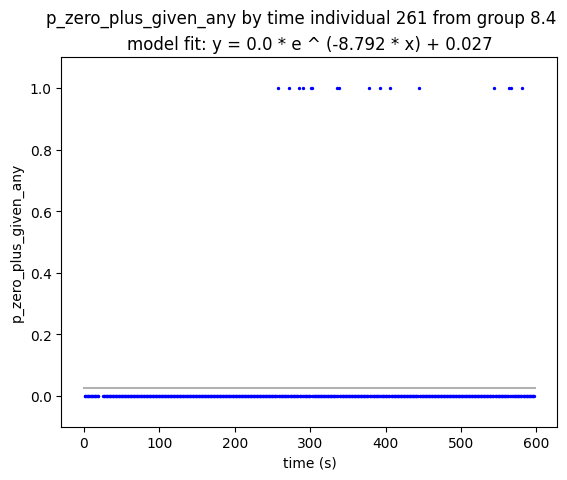 p_zero_plus_given_any by time individual 261 from group 8.4
model fit: y = 0.0 * e ^ (-8.792 * x) + 0.027
1.0
0.8
0.6
0.4
0.2
0.0
p_zero_plus_given_any
0 100 200 300 400 500 600
time (s)